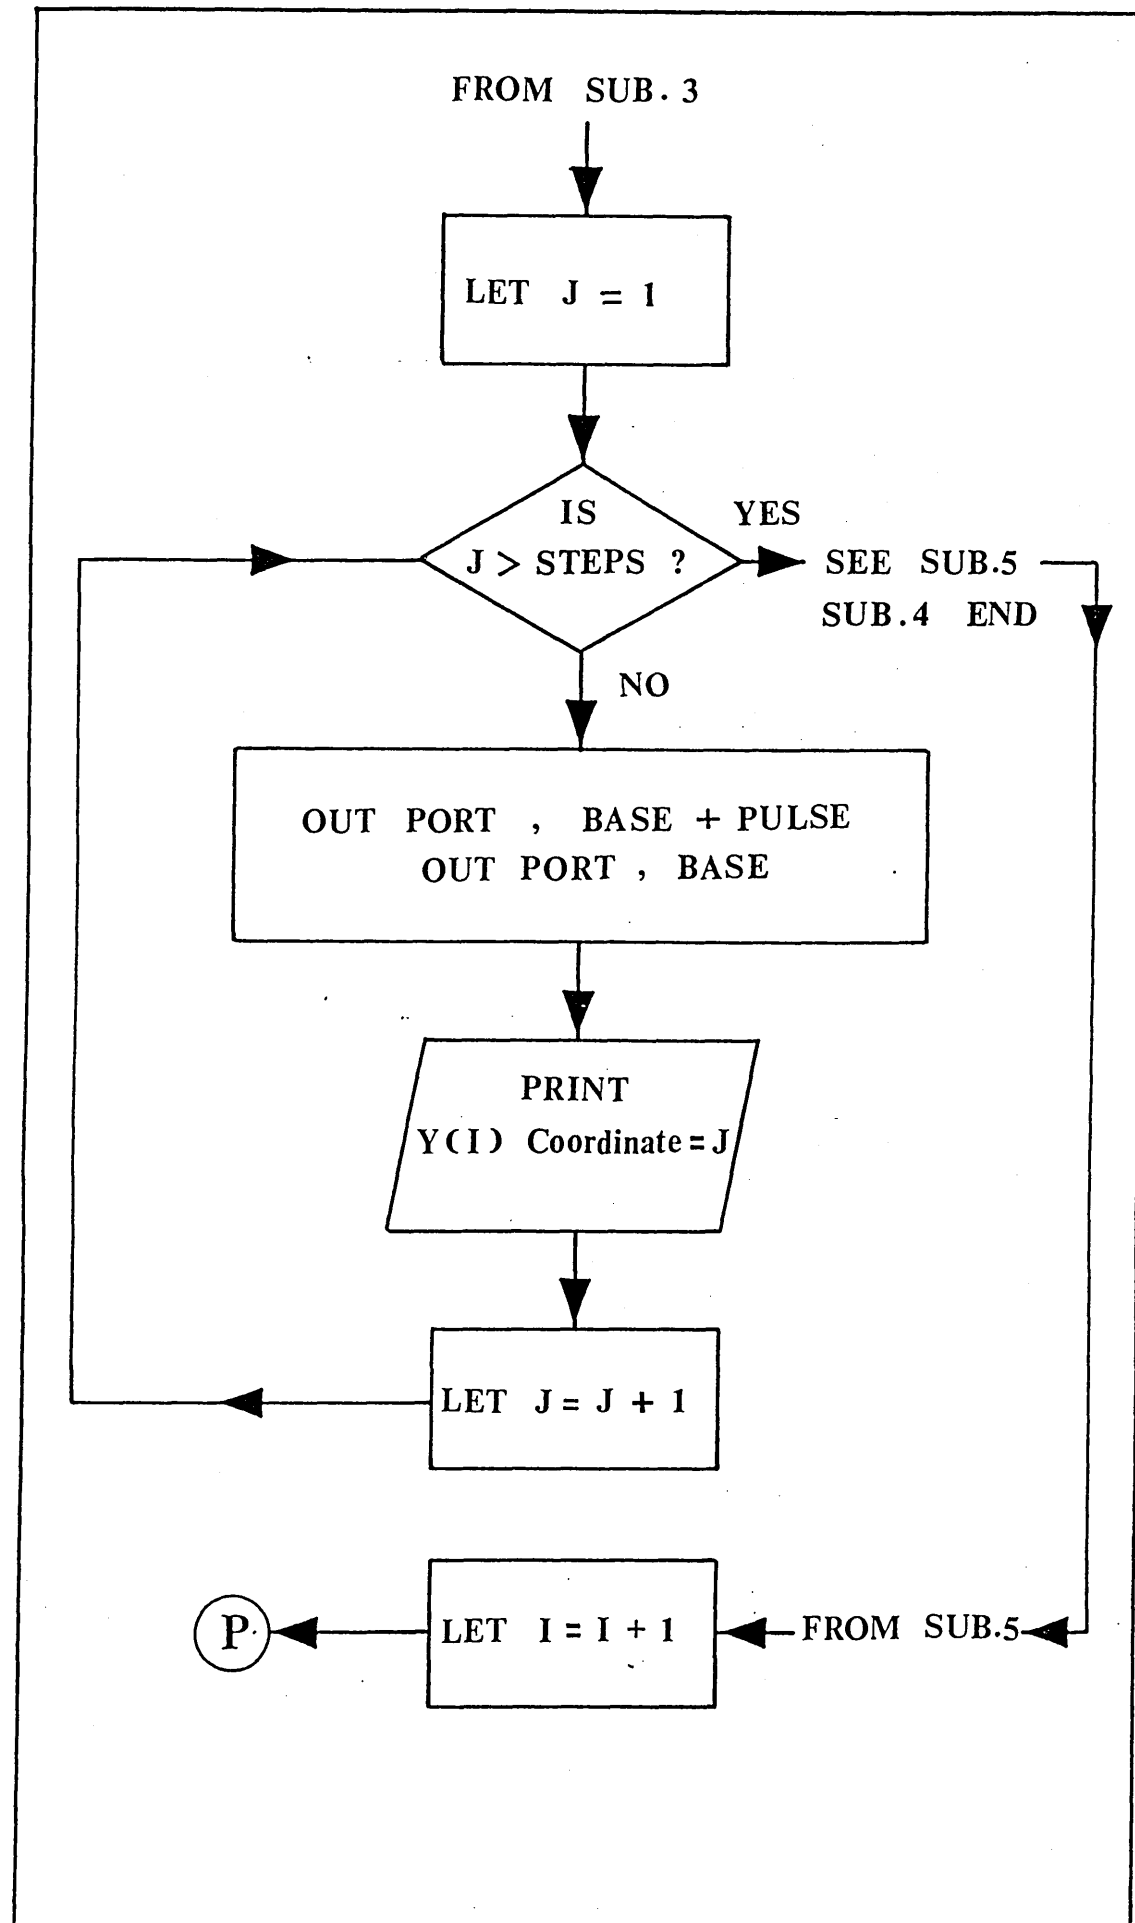 FROM SUB. 3
LET J = 1
IS
J > STEPS ?
YES
SEE SUB.5
SUB.4 END
NO
OUT PORT , BASE + PULSE
OUT PORT , BASE
PRINT
Y(I) Coordinate = J
LET J = J + 1
P
LET I = I + 1
FROM SUB.5